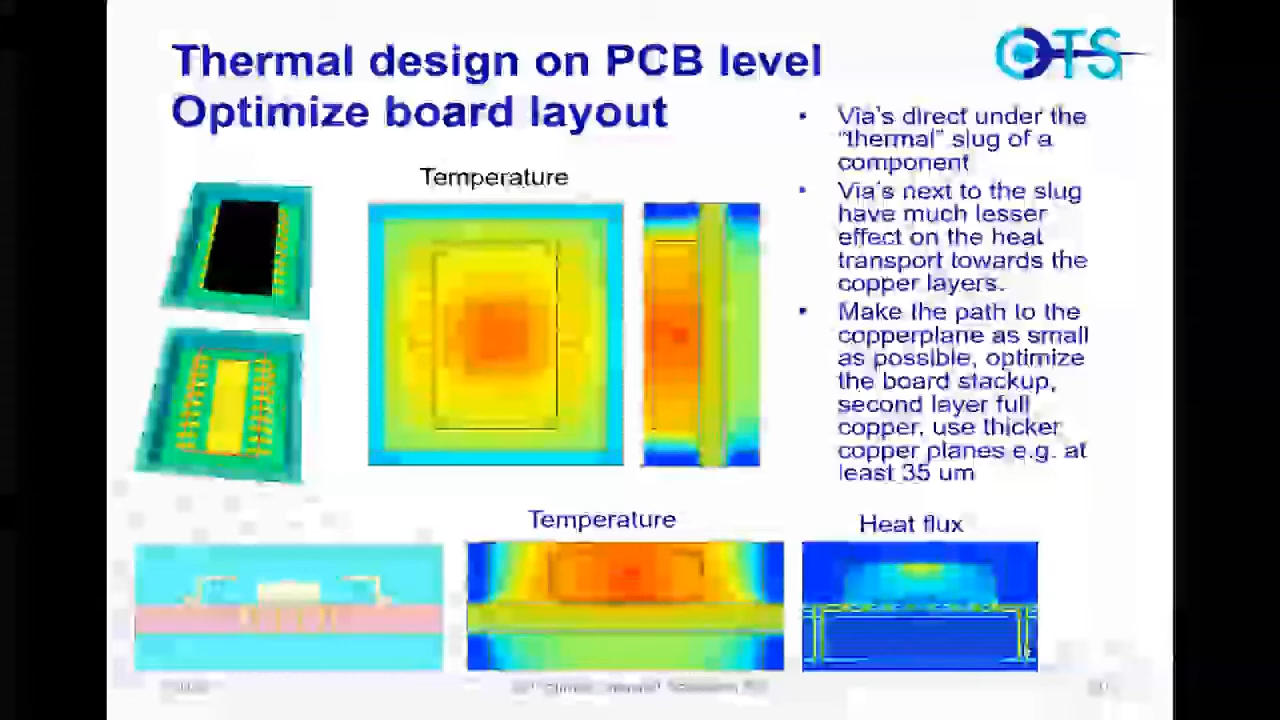 Thermal design on PCB level
Optimize board layout
OTS
• Via's direct under the
"thermal" slug of a
component
• Via's next to the slug
have much lesser
effect on the heat
transport towards the
copper layers.
• Make the path to the
copperplane as small
as possible, optimize
the board stackup,
second layer full
copper, use thicker
copper planes e.g. at
least 35 um
Temperature
Temperature
Heat flux